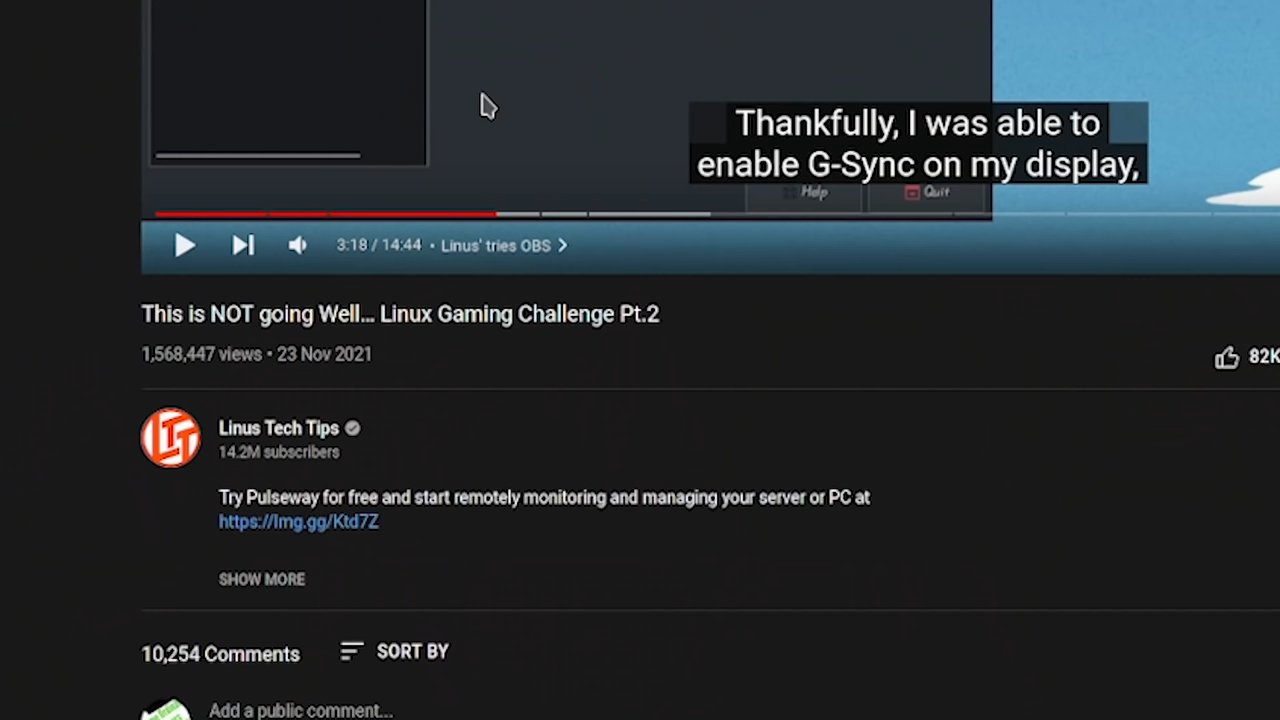 Thankfully, I was able to
enable G-Sync on my display,
Help
Quit
3:18 / 14:44 • Linus' tries OBS
This is NOT going Well... Linux Gaming Challenge Pt.2
1,568,447 views • 23 Nov 2021
82K
LTT
Linus Tech Tips
14.2M subscribers
Try Pulseway for free and start remotely monitoring and managing your server or PC at
https://lmg.gg/Ktd7Z
SHOW MORE
10,254 Comments
SORT BY
Add a public comment...